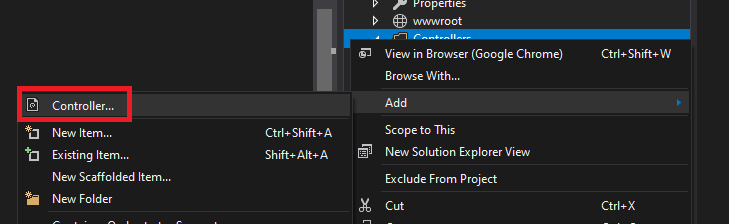 Properties
wwwroot
Controllers
View in Browser (Google Chrome) Ctrl+Shift+W
Browse With...
Add
Controller...
New Item... Ctrl+Shift+A
Existing Item... Shift+Alt+A
New Scaffolded Item...
New Folder
Scope to This
New Solution Explorer View
Exclude From Project
Cut Ctrl+X